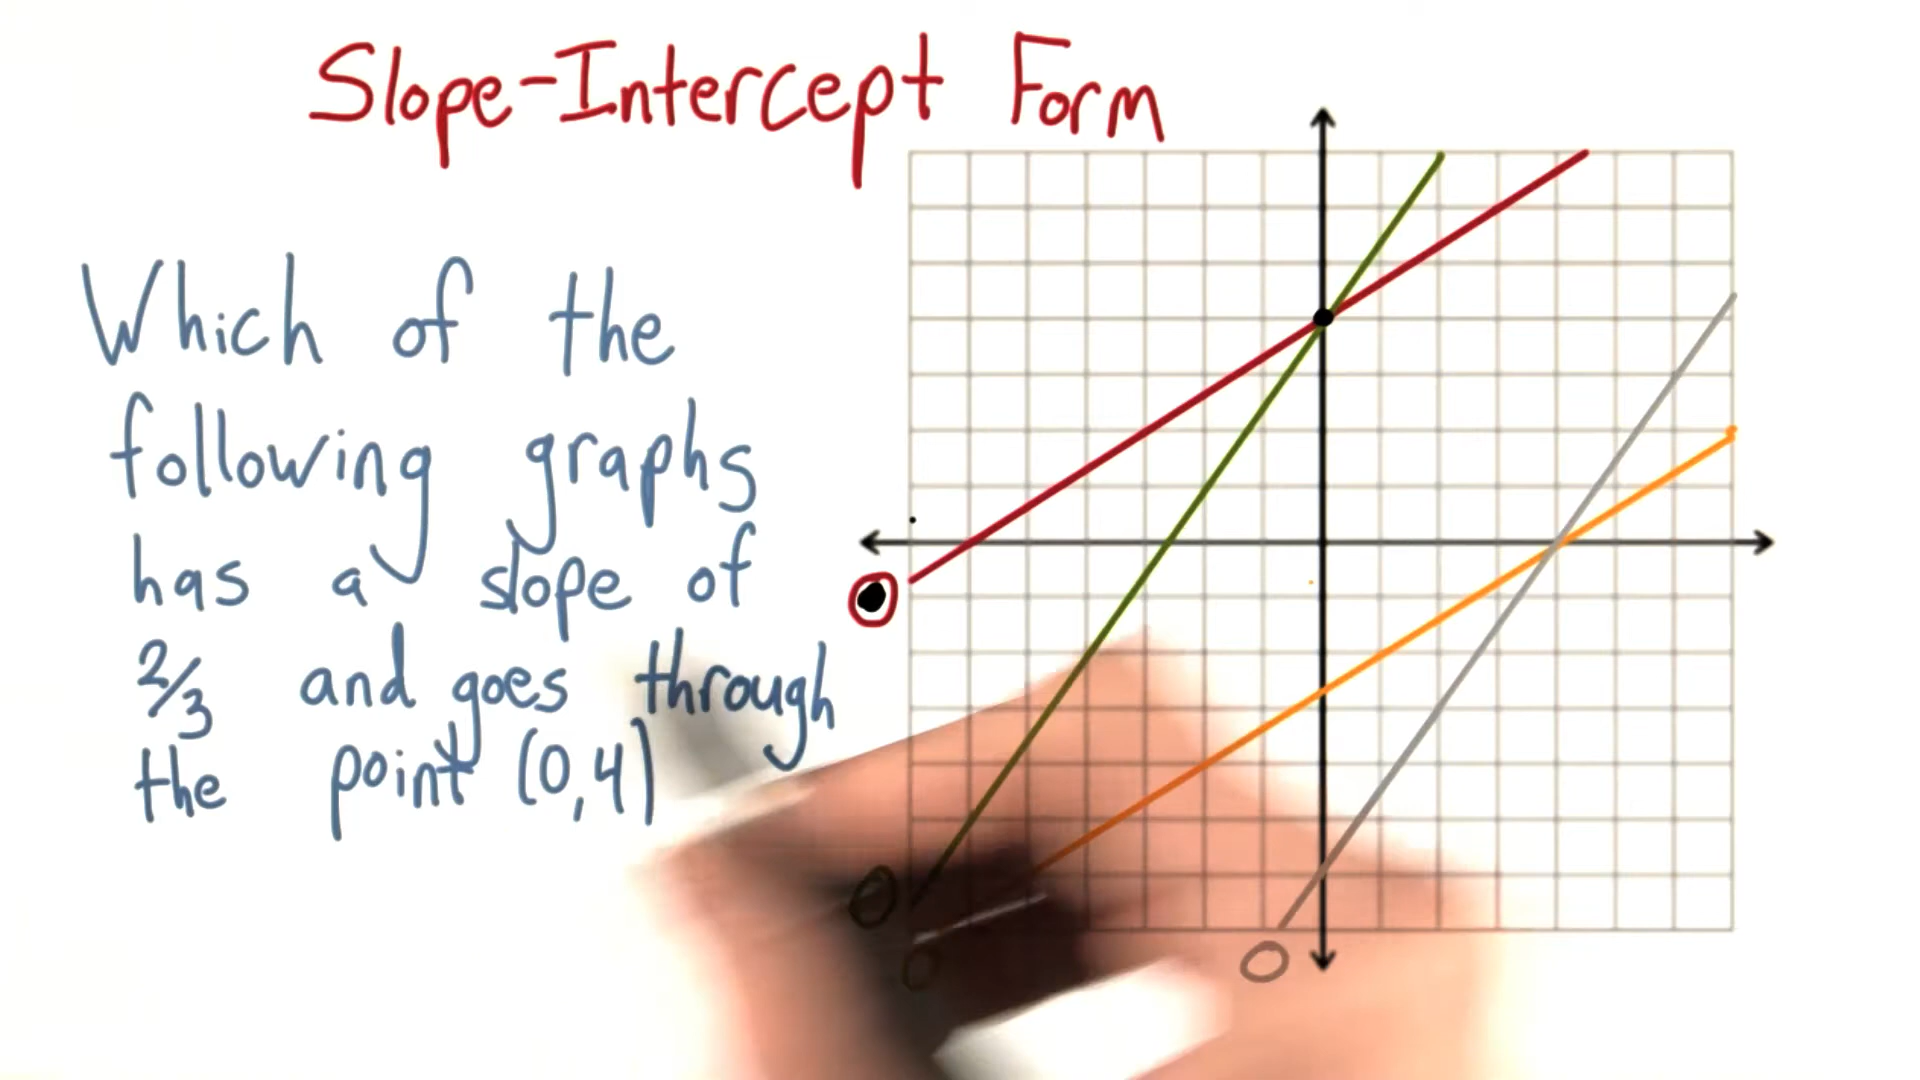 Slope-Intercept Form
Which of the
following graphs
has a slope of
2/3 and goes through
the point (0,4)